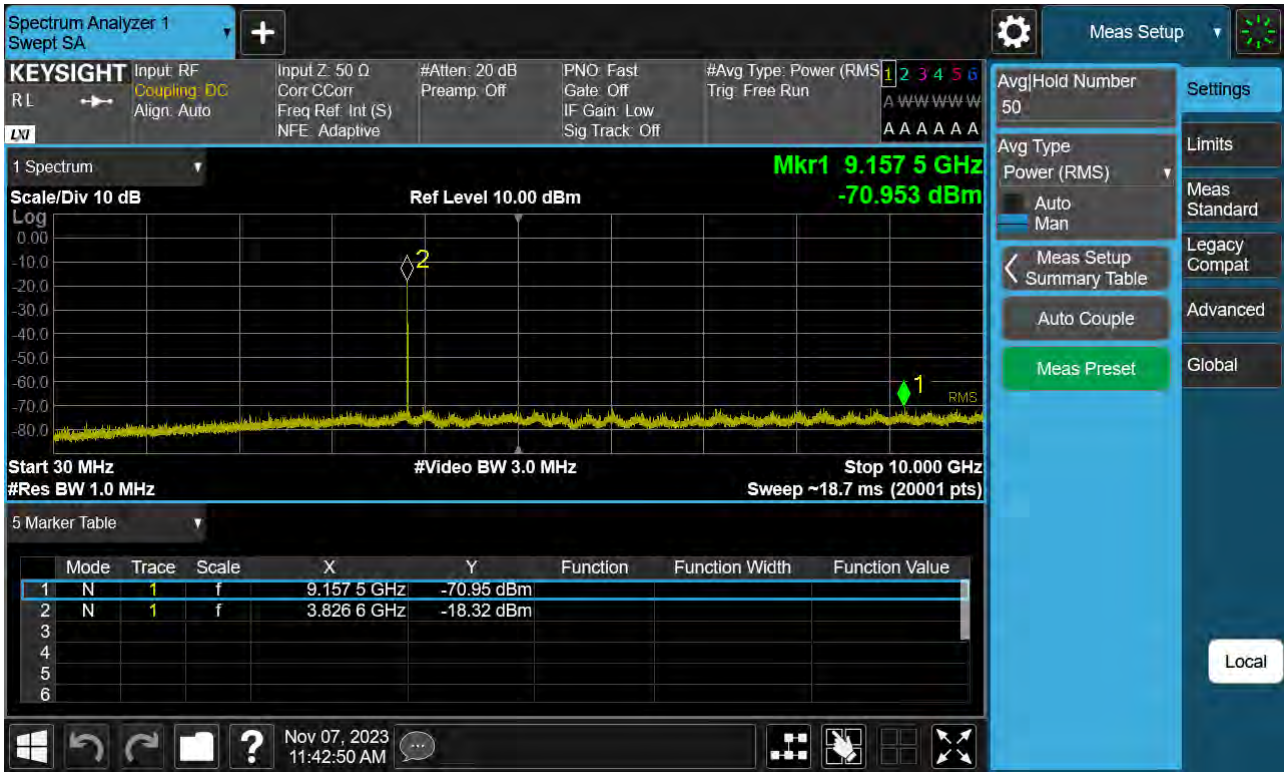 Spectrum Analyzer 1
Swept SA
+
Meas Setup
KEYSIGHT
RL
LXI
Input: RF
Coupling: DC
Align: Auto
Input Z: 50 Ω
Corr CCorr
Freq Ref: Int (S)
NFE: Adaptive
#Atten: 20 dB
Preamp: Off
PNO: Fast
Gate: Off
IF Gain: Low
Sig Track: Off
#Avg Type: Power (RMS
Trig: Free Run
1 2 3 4 5 6
A W W W W W
A A A A A A
1 Spectrum
Mkr1 9.157 5 GHz
Scale/Div 10 dB
Ref Level 10.00 dBm
-70.953 dBm
Log
0.00
-10.0
-20.0
-30.0
-40.0
-50.0
-60.0
-70.0
-80.0
2
1
RMS
Start 30 MHz
#Video BW 3.0 MHz
Stop 10.000 GHz
#Res BW 1.0 MHz
Sweep ~18.7 ms (20001 pts)
5 Marker Table
Mode Trace Scale X Y Function Function Width Function Value
1 N 1 f 9.157 5 GHz -70.95 dBm
2 N 1 f 3.826 6 GHz -18.32 dBm
3
4
5
6
Avg|Hold Number
50
Avg Type
Power (RMS)
Auto
Man
Meas Setup
Summary Table
Auto Couple
Meas Preset
Settings
Limits
Meas
Standard
Legacy
Compat
Advanced
Global
Local
?
Nov 07, 2023
11:42:50 AM